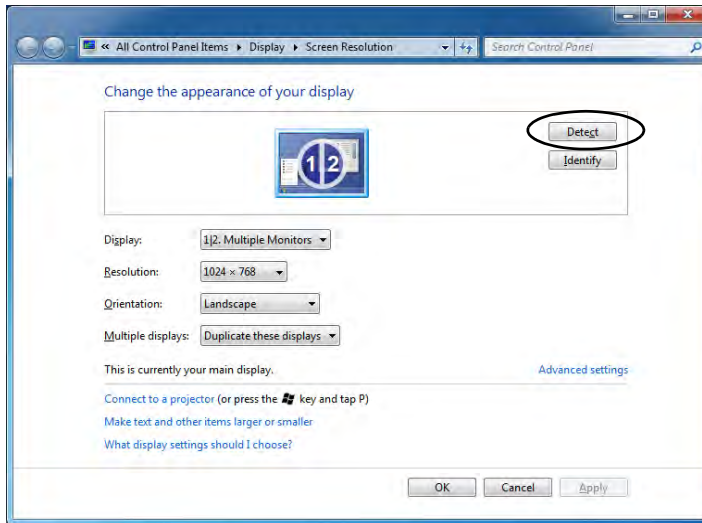 « All Control Panel Items ▸ Display ▸ Screen Resolution Search Control Panel
Change the appearance of your display
Detect
1|2
Identify
Display: 1|2. Multiple Monitors
Resolution: 1024 × 768
Orientation: Landscape
Multiple displays: Duplicate these displays
This is currently your main display. Advanced settings
Connect to a projector (or press the key and tap P)
Make text and other items larger or smaller
What display settings should I choose?
OK Cancel Apply